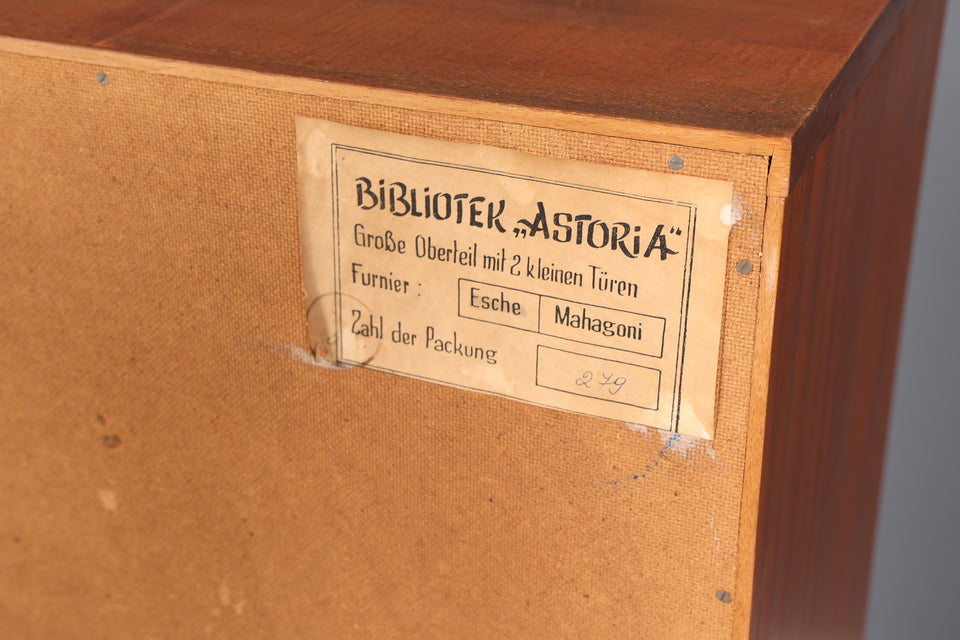 BiBLiOTEK „ASTORiA“
Große Oberteil mit 2 kleinen Türen
Furnier : Esche Mahagoni
Zahl der Packung 279